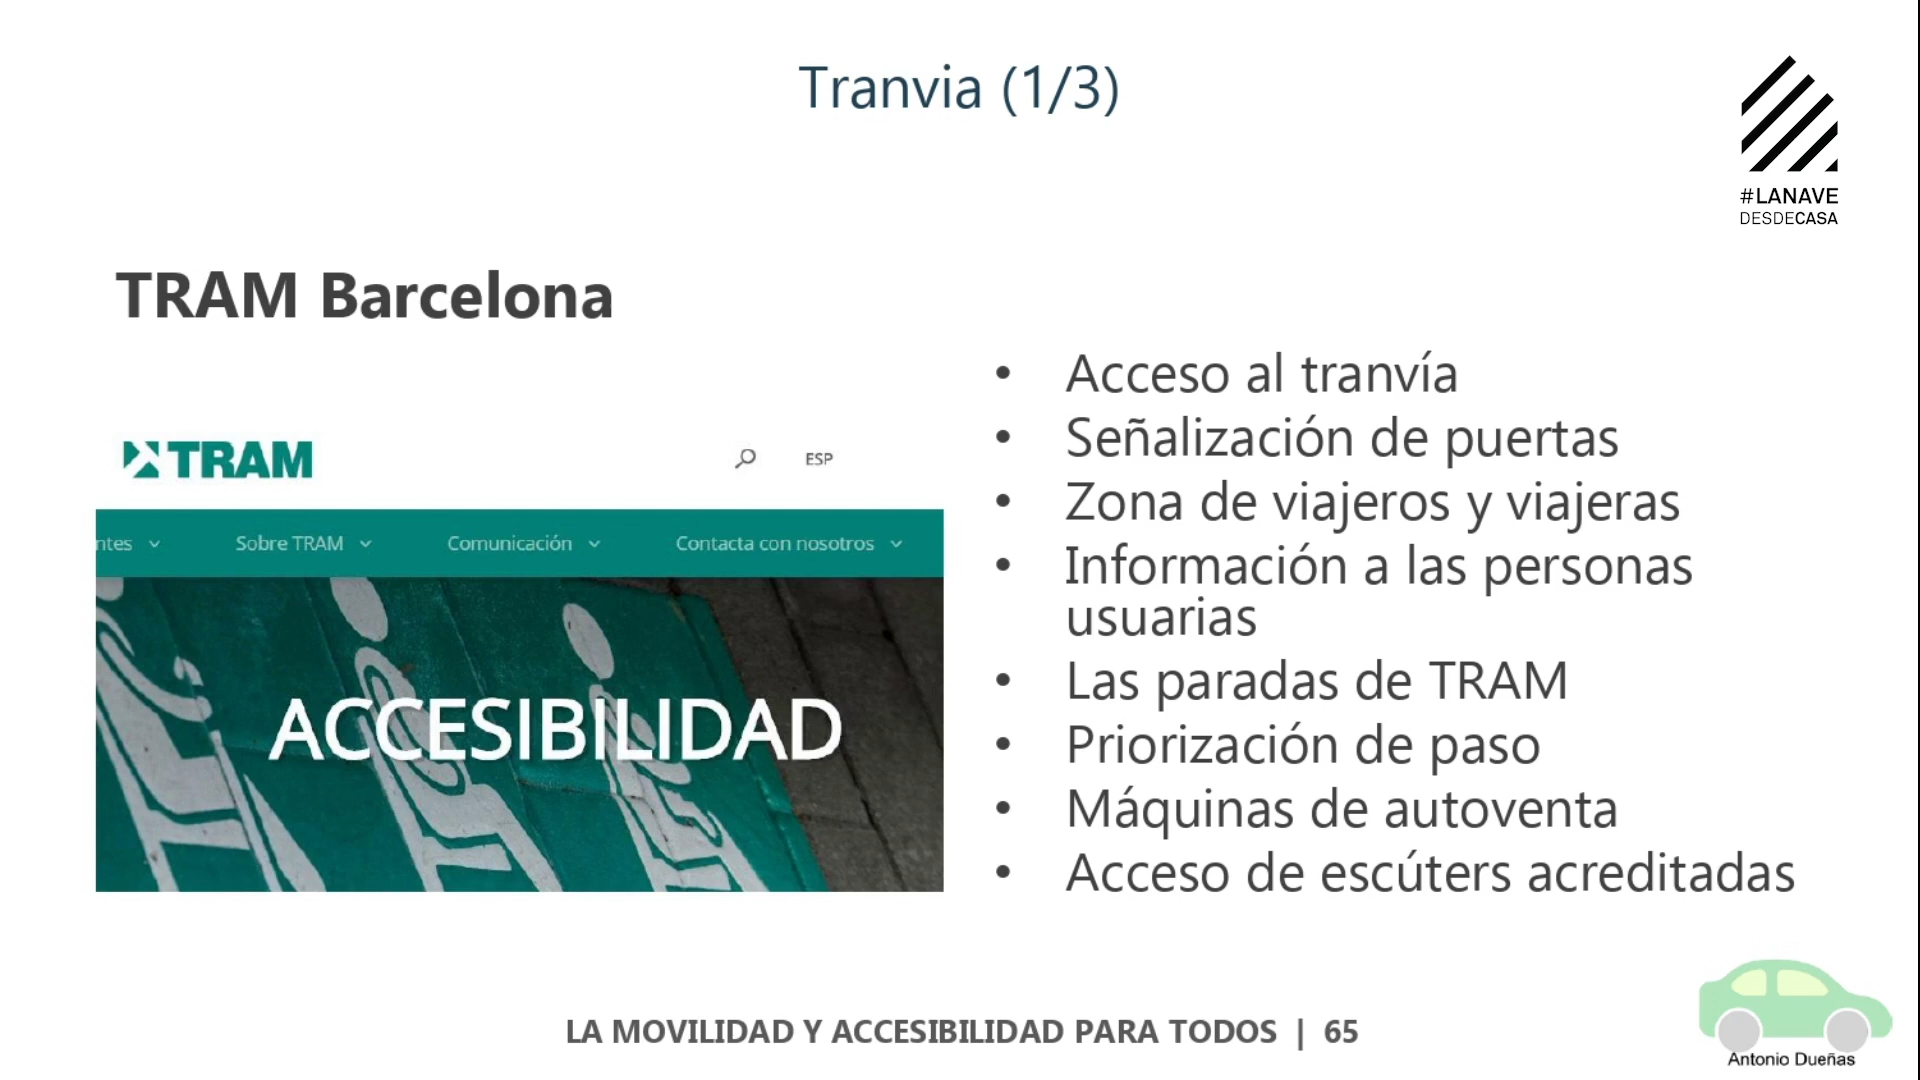 Tranvia (1/3)
#LANAVE
DESDECASA
TRAM Barcelona
TRAM
ESP
ntes
Sobre TRAM
Comunicación
Contacta con nosotros
ACCESIBILIDAD
• Acceso al tranvía
• Señalización de puertas
• Zona de viajeros y viajeras
• Información a las personas
usuarias
• Las paradas de TRAM
• Priorización de paso
• Máquinas de autoventa
• Acceso de escúters acreditadas
LA MOVILIDAD Y ACCESIBILIDAD PARA TODOS | 65
Antonio Dueñas